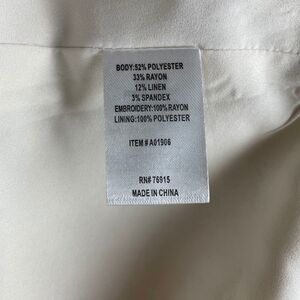 BODY:52% POLYESTER
33% RAYON
12% LINEN
3% SPANDEX
EMBROIDERY:100% RAYON
LINING:100% POLYESTER
ITEM # A01906
RN# 76915
MADE IN CHINA